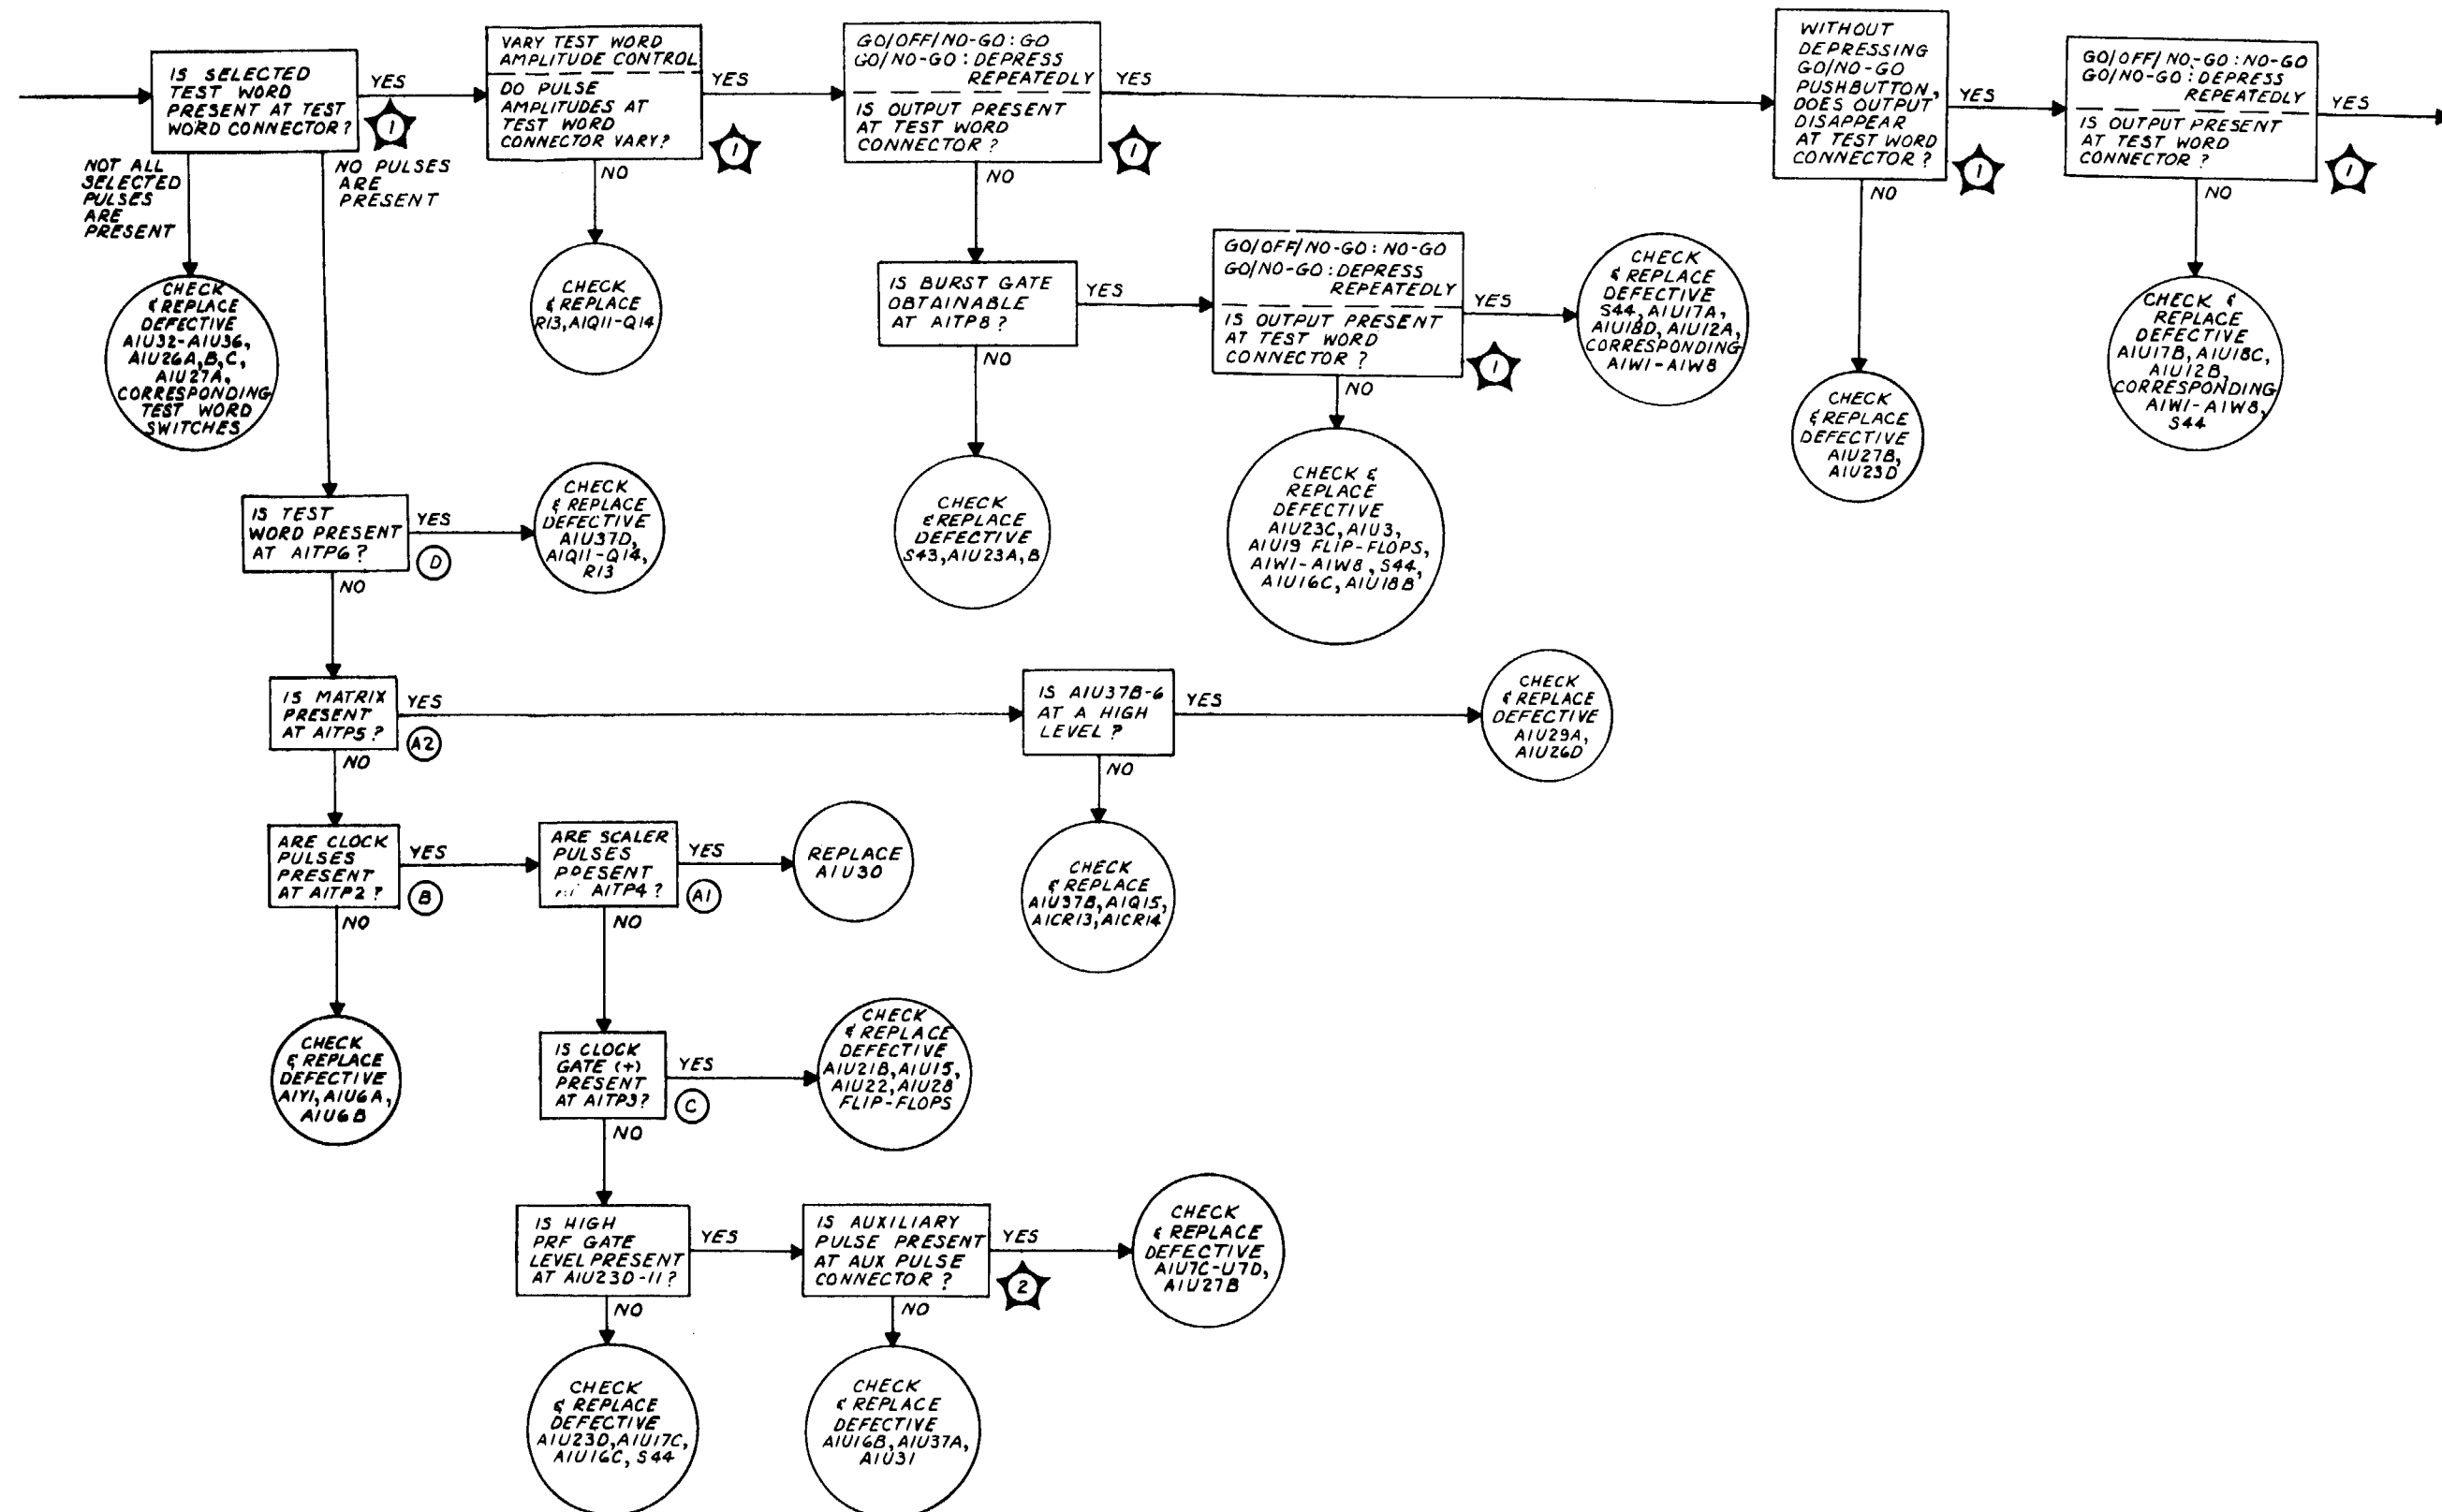 IS SELECTED
TEST WORD
PRESENT AT TEST
WORD CONNECTOR?
YES
1
NOT ALL
SELECTED
PULSES
ARE
PRESENT
NO PULSES
ARE
PRESENT
CHECK
& REPLACE
DEFECTIVE
A1U32-A1U36,
A1U26A,B,C,
A1U27A,
CORRESPONDING
TEST WORD
SWITCHES
VARY TEST WORD
AMPLITUDE CONTROL
DO PULSE
AMPLITUDES AT
TEST WORD
CONNECTOR VARY?
YES
1
NO
CHECK
& REPLACE
R13,A1Q11-Q14
GO/OFF/NO-GO: GO
GO/NO-GO: DEPRESS
REPEATEDLY
IS OUTPUT PRESENT
AT TEST WORD
CONNECTOR?
YES
1
NO
IS BURST GATE
OBTAINABLE
AT A1TP8?
YES
NO
CHECK
& REPLACE
DEFECTIVE
S43,A1U23A,B
GO/OFF/NO-GO: NO-GO
GO/NO-GO: DEPRESS
REPEATEDLY
IS OUTPUT PRESENT
AT TEST WORD
CONNECTOR?
YES
1
NO
CHECK
& REPLACE
DEFECTIVE
S44,A1U17A,
A1U18D,A1U12A,
CORRESPONDING
A1W1-A1W8
CHECK &
REPLACE
DEFECTIVE
A1U23C,A1U3,
A1U19 FLIP-FLOPS,
A1W1-A1W8,S44,
A1U16C,A1U18B
WITHOUT
DEPRESSING
GO/NO-GO
PUSHBUTTON,
DOES OUTPUT
DISAPPEAR
AT TEST WORD
CONNECTOR?
YES
1
NO
CHECK
& REPLACE
DEFECTIVE
A1U27B,
A1U23D
GO/OFF/NO-GO: NO-GO
GO/NO-GO: DEPRESS
REPEATEDLY
IS OUTPUT PRESENT
AT TEST WORD
CONNECTOR?
YES
1
NO
CHECK &
REPLACE
DEFECTIVE
A1U17B,A1U18C,
A1U12B,
CORRESPONDING
A1W1-A1W8,
S44
IS TEST
WORD PRESENT
AT A1TP6?
YES
D
NO
CHECK
& REPLACE
DEFECTIVE
A1U37D,
A1Q11-Q14,
R13
IS MATRIX
PRESENT
AT A1TP5?
YES
A2
NO
IS A1U37B-6
AT A HIGH
LEVEL?
YES
NO
CHECK
& REPLACE
DEFECTIVE
A1U29A,
A1U26D
CHECK
& REPLACE
A1U37B,A1Q15,
A1CR13,A1CR14
ARE CLOCK
PULSES
PRESENT
AT A1TP2?
YES
B
NO
CHECK
& REPLACE
DEFECTIVE
A1Y1,A1U6A,
A1U6B
ARE SCALER
PULSES
PRESENT
A1TP4?
YES
A1
NO
REPLACE
A1U30
IS CLOCK
GATE (+)
PRESENT
AT A1TP3?
YES
C
NO
CHECK
& REPLACE
DEFECTIVE
A1U21B,A1U15,
A1U22,A1U28
FLIP-FLOPS
IS HIGH
PRF GATE
LEVEL PRESENT
AT A1U23D-11?
YES
NO
CHECK
& REPLACE
DEFECTIVE
A1U23D,A1U17C,
A1U16C, S44
IS AUXILIARY
PULSE PRESENT
AT AUX PULSE
CONNECTOR?
YES
2
NO
CHECK
& REPLACE
DEFECTIVE
A1U7C-U7D,
A1U27B
CHECK
& REPLACE
DEFECTIVE
A1U16B,A1U37A,
A1U31